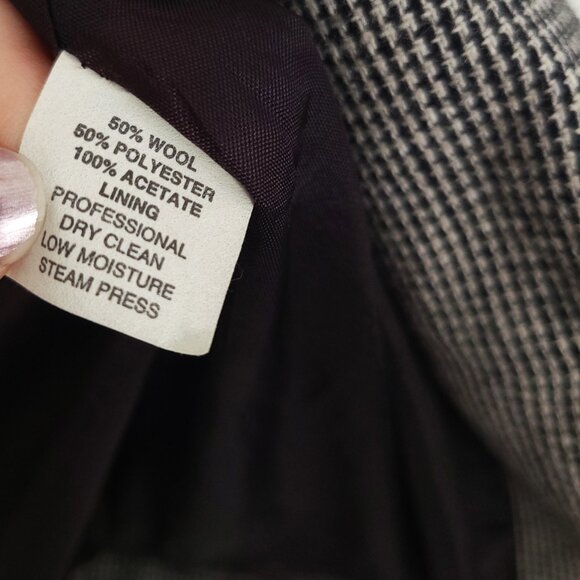 50% WOOL
50% POLYESTER
100% ACETATE
LINING
PROFESSIONAL
DRY CLEAN
LOW MOISTURE
STEAM PRESS